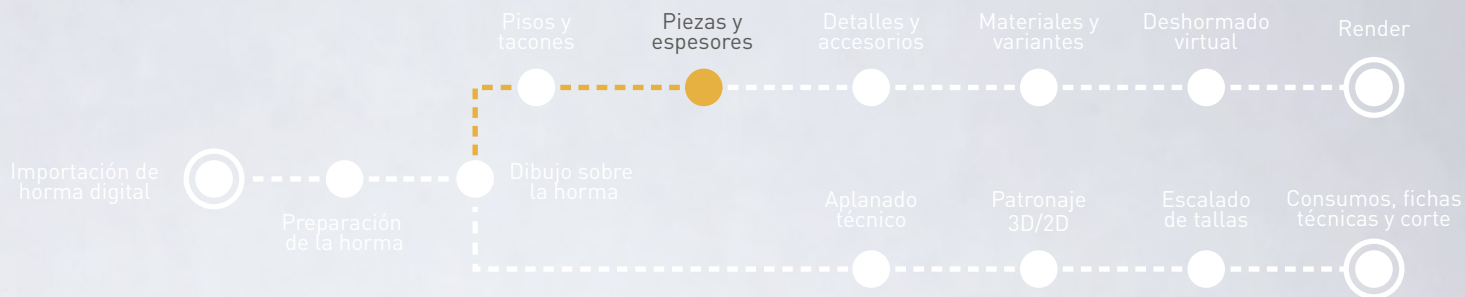 Pisos y
tacones
Piezas y
espesores
Detalles y
accesorios
Materiales y
variantes
Deshormado
virtual
Render
Importación de
horma digital
Preparación
de la horma
Dibujo sobre
la horma
Aplanado
técnico
Patronaje
3D/2D
Escalado
de tallas
Consumos, fichas
técnicas y corte